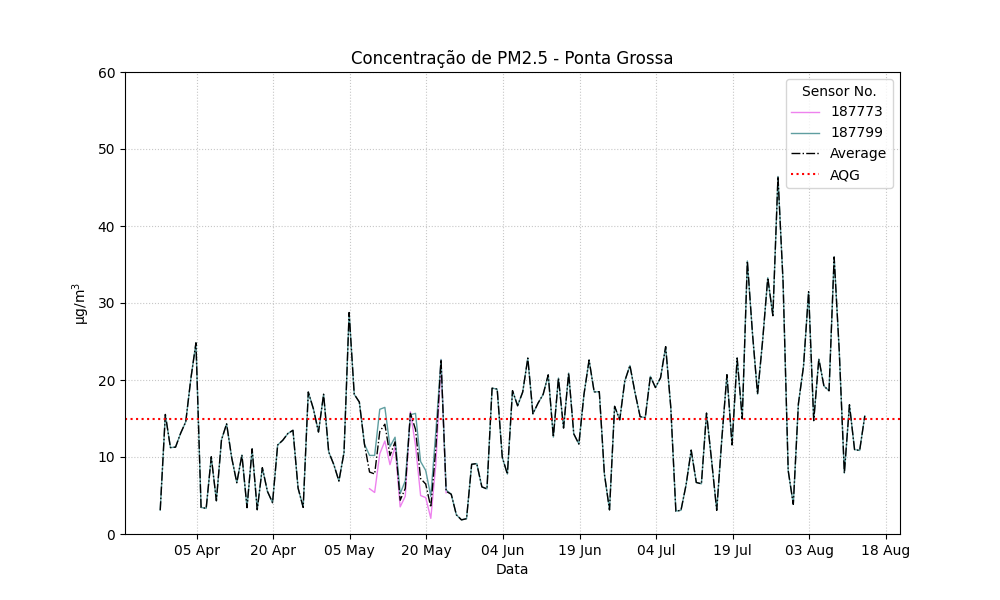 Concentração de PM2.5 - Ponta Grossa
Sensor No.
187773
187799
Average
AQG
60
50
40
30
20
10
0
µg/m³
05 Apr
20 Apr
05 May
20 May
04 Jun
19 Jun
04 Jul
19 Jul
03 Aug
18 Aug
Data